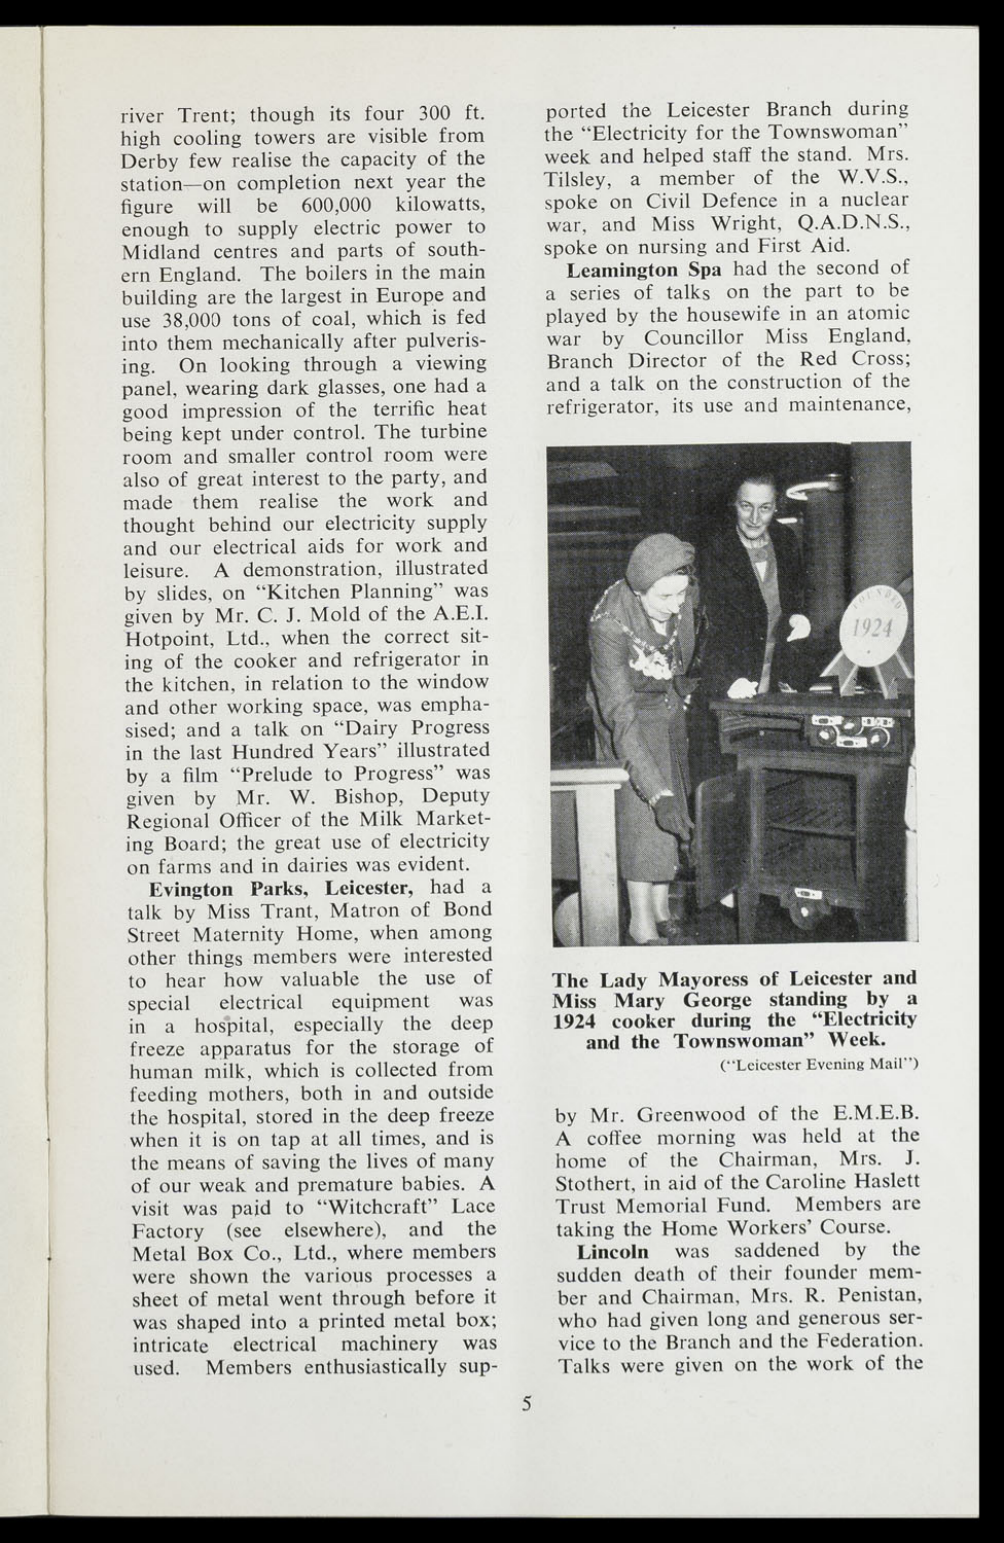 river Trent; though its four 300 ft.
high cooling towers are visible from
Derby few realise the capacity of the
station—on completion next year the
figure will be 600,000 kilowatts,
enough to supply electric power to
Midland centres and parts of south-
ern England. The boilers in the main
building are the largest in Europe and
use 38,000 tons of coal, which is fed
into them mechanically after pulveris-
ing. On looking through a viewing
panel, wearing dark glasses, one had a
good impression of the terrific heat
being kept under control. The turbine
room and smaller control room were
also of great interest to the party, and
made them realise the work and
thought behind our electricity supply
and our electrical aids for work and
leisure. A demonstration, illustrated
by slides, on “Kitchen Planning” was
given by Mr. C. J. Mold of the A.E.I.
Hotpoint, Ltd., when the correct sit-
ing of the cooker and refrigerator in
the kitchen, in relation to the window
and other working space, was empha-
sised; and a talk on “Dairy Progress
in the last Hundred Years” illustrated
by a film “Prelude to Progress” was
given by Mr. W. Bishop, Deputy
Regional Officer of the Milk Market-
ing Board; the great use of electricity
on farms and in dairies was evident.
Evington Parks, Leicester, had a
talk by Miss Trant, Matron of Bond
Street Maternity Home, when among
other things members were interested
to hear how valuable the use of
special electrical equipment was
in a hospital, especially the deep
freeze apparatus for the storage of
human milk, which is collected from
feeding mothers, both in and outside
the hospital, stored in the deep freeze
when it is on tap at all times, and is
the means of saving the lives of many
of our weak and premature babies. A
visit was paid to “Witchcraft” Lace
Factory (see elsewhere), and the
Metal Box Co., Ltd., where members
were shown the various processes a
sheet of metal went through before it
was shaped into a printed metal box;
intricate electrical machinery was
used. Members enthusiastically sup-
ported the Leicester Branch during
the “Electricity for the Townswoman”
week and helped staff the stand. Mrs.
Tilsley, a member of the W.V.S.,
spoke on Civil Defence in a nuclear
war, and Miss Wright, Q.A.D.N.S.,
spoke on nursing and First Aid.
Leamington Spa had the second of
a series of talks on the part to be
played by the housewife in an atomic
war by Councillor Miss England,
Branch Director of the Red Cross;
and a talk on the construction of the
refrigerator, its use and maintenance,
FOUNDED
1924
The Lady Mayoress of Leicester and
Miss Mary George standing by a
1924 cooker during the “Electricity
and the Townswoman” Week.
(“Leicester Evening Mail”)
by Mr. Greenwood of the E.M.E.B.
A coffee morning was held at the
home of the Chairman, Mrs. J.
Stothert, in aid of the Caroline Haslett
Trust Memorial Fund. Members are
taking the Home Workers’ Course.
Lincoln was saddened by the
sudden death of their founder mem-
ber and Chairman, Mrs. R. Penistan,
who had given long and generous ser-
vice to the Branch and the Federation.
Talks were given on the work of the
5